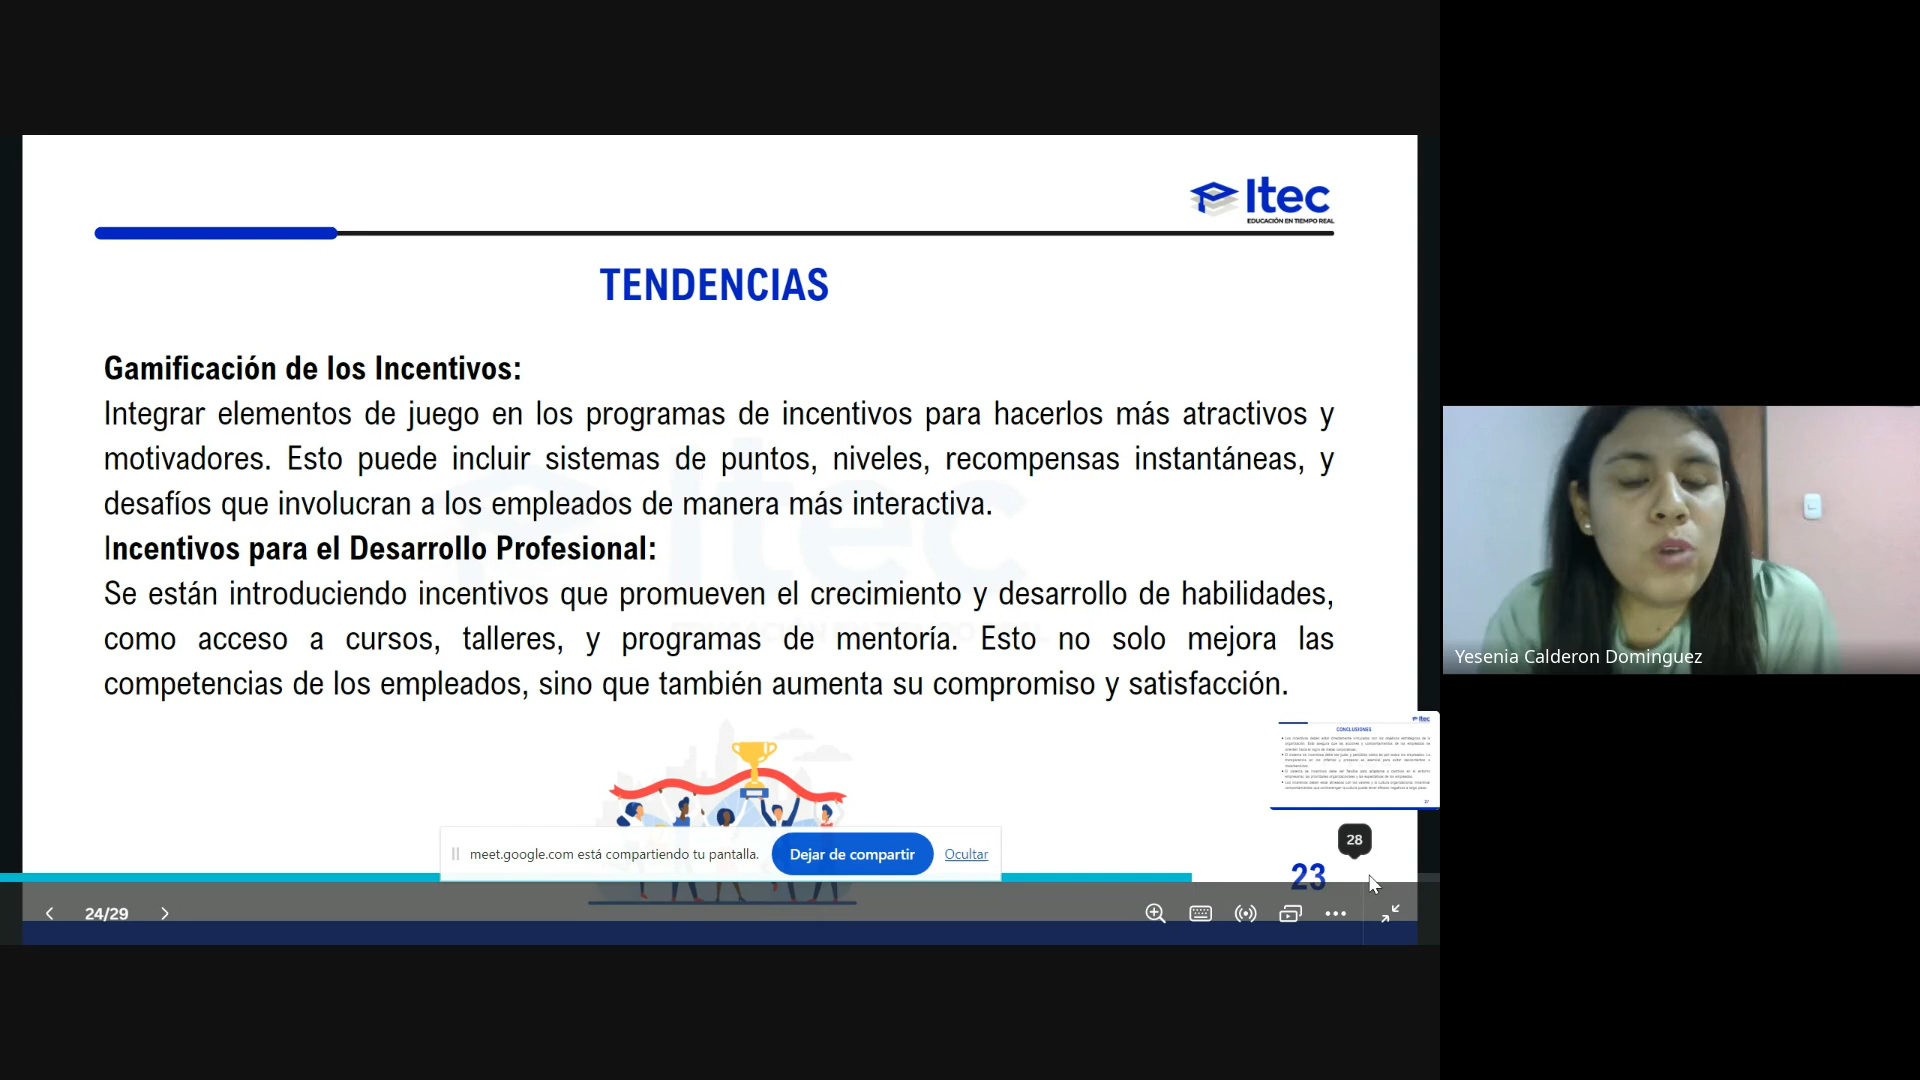 Itec
EDUCACIÓN EN TIEMPO REAL
TENDENCIAS
Gamificación de los Incentivos:
Integrar elementos de juego en los programas de incentivos para hacerlos más atractivos y
motivadores. Esto puede incluir sistemas de puntos, niveles, recompensas instantáneas, y
desafíos que involucran a los empleados de manera más interactiva.
Incentivos para el Desarrollo Profesional:
Se están introduciendo incentivos que promueven el crecimiento y desarrollo de habilidades,
como acceso a cursos, talleres, y programas de mentoría. Esto no solo mejora las
competencias de los empleados, sino que también aumenta su compromiso y satisfacción.
Yesenia Calderon Dominguez
Itec
CONCLUSIONES
28
meet.google.com está compartiendo tu pantalla.
Dejar de compartir
Ocultar
23
24/29